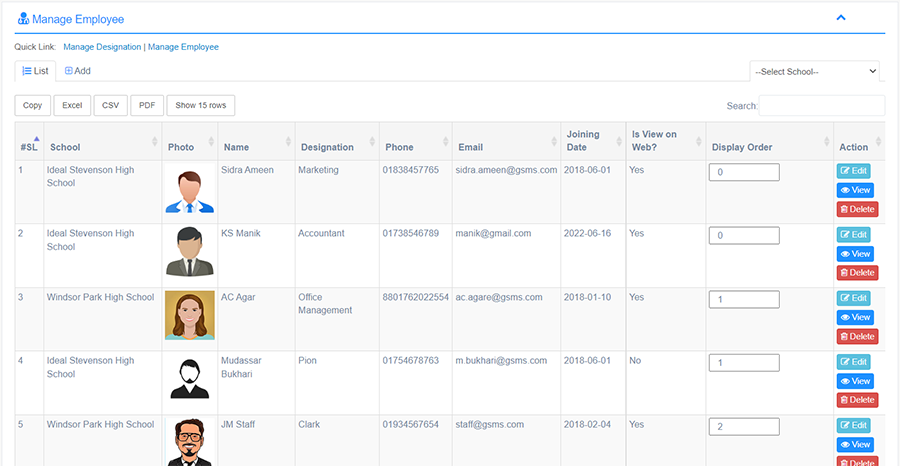 Manage Employee
Quick Link: Manage Designation | Manage Employee
List Add
--Select School--
Copy Excel CSV PDF Show 15 rows
Search:
#SL School Photo Name Designation Phone Email Joining Date Is View on Web? Display Order Action
1 Ideal Stevenson High School Sidra Ameen Marketing 01838457765 sidra.ameen@gsms.com 2018-06-01 Yes 0 Edit
View
Delete
2 Ideal Stevenson High School KS Manik Accountant 01738546789 manik@gmail.com 2022-06-16 Yes 0 Edit
View
Delete
3 Windsor Park High School AC Agar Office Management 8801762022554 ac.agare@gsms.com 2018-01-10 Yes 1 Edit
View
Delete
4 Ideal Stevenson High School Mudassar Bukhari Pion 01754678763 m.bukhari@gsms.com 2018-06-01 No 1 Edit
View
Delete
5 Windsor Park High School JM Staff Clark 01934567654 staff@gsms.com 2018-02-04 Yes 2 Edit
View
Delete